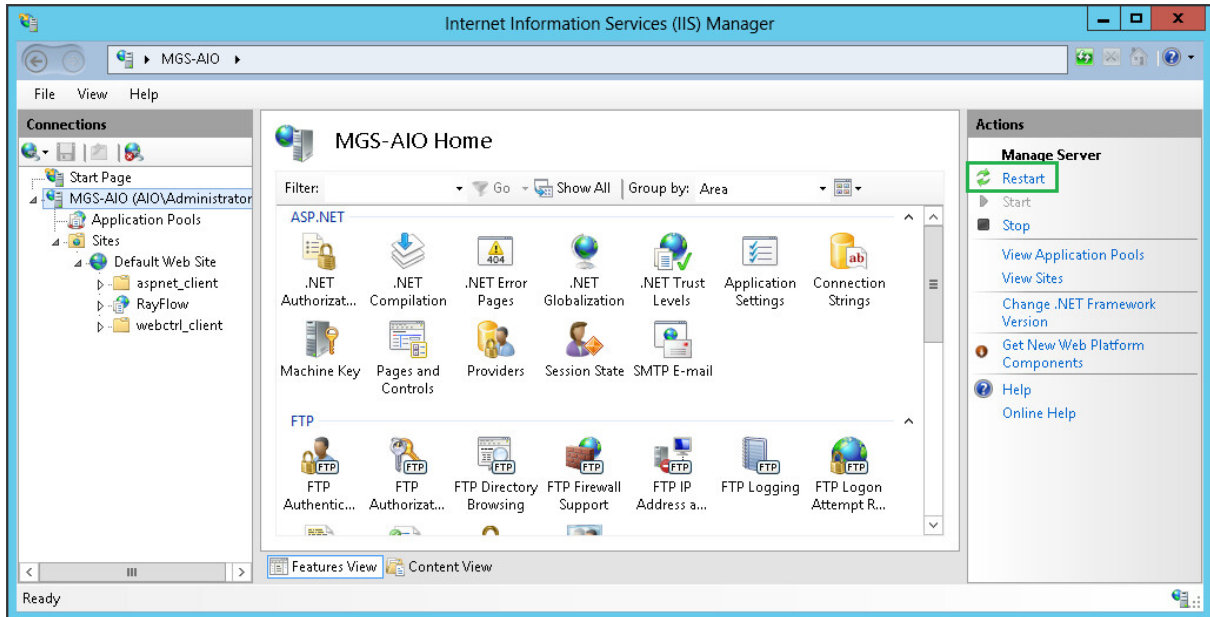 Internet Information Services (IIS) Manager
MGS-AIO
File View Help
Connections
Start Page
MGS-AIO (AIO\Administrator
Application Pools
Sites
Default Web Site
aspnet_client
RayFlow
webctrl_client
MGS-AIO Home
Filter: Go Show All Group by: Area
ASP.NET
.NET Authorizat...
.NET Compilation
.NET Error Pages
404
.NET Globalization
.NET Trust Levels
Application Settings
Connection Strings
ab
Machine Key
Pages and Controls
Providers
Session State
SMTP E-mail
FTP
FTP Authentic...
FTP
FTP Authorizat...
FTP
FTP Directory Browsing
FTP
FTP Firewall Support
FTP
FTP IP Address a...
FTP
FTP Logging
FTP
FTP Logon Attempt R...
FTP
Features View Content View
Actions
Manage Server
Restart
Start
Stop
View Application Pools
View Sites
Change .NET Framework
Version
Get New Web Platform
Components
Help
Online Help
Ready